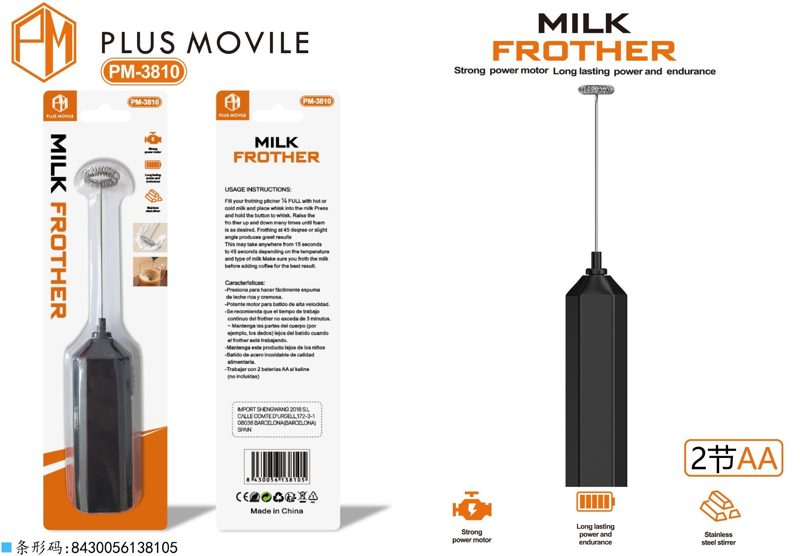 PM
PLUS MOVILE
PM-3810
MILK
FROTHER
Strong power motor Long lasting power and endurance
PM
PLUS MOVILE
PM-3810
MILK FROTHER
Strong
power motor
Long lasting
power and
endurance
Stainless
steel stirrer
PM
PLUS MOVILE
PM-3810
MILK
FROTHER
USAGE INSTRUCTIONS:
Fill your frothing pitcher ¼ FULL with hot or
cold milk and place whisk into the milk Press
and hold the button to whisk. Raise the
fro ther up and down many times until foam
is as desired. Frothing at 45 degree or slight
angle produces great results
This may take anywhere from 15 seconds
to 45 seconds depending on the temperature
and type of milk.Make sure you froth the milk
before adding coffee for the best result.
Características:
-Presiona para hacer fácilmente espuma
de leche rica y cremosa.
-Potente motor para batido de alta velocidad.
-Se recomienda que el tiempo de trabajo
continuo del frother no exceda de 3 minutos.
– Mantenga las partes del cuerpo (por
ejemplo, los dedos) lejos del batido cuando
el frother esté trabajando.
-Mantenga este producto lejos de los niños
-Batido de acero inoxidable de calidad
alimentaria.
-Trabajar con 2 baterías AA al kaline
(no incluidas)
IMPORT SHENGWANG 2018 S.L
CALLE COMTE D'URGELL,172-3-1
08036 BARCELONA(BARCELONA)
SPAIN
8 430056 138105
CE
Made in China
2节AA
Strong
power motor
Long lasting
power and
endurance
Stainless
steel stirrer
条形码:8430056138105